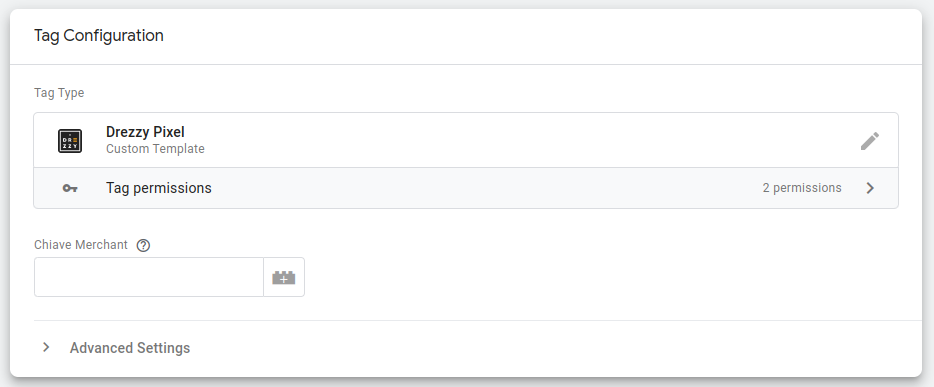 Tag Configuration
Tag Type
Drezzy Pixel
Custom Template
Tag permissions
2 permissions
Chiave Merchant
Advanced Settings